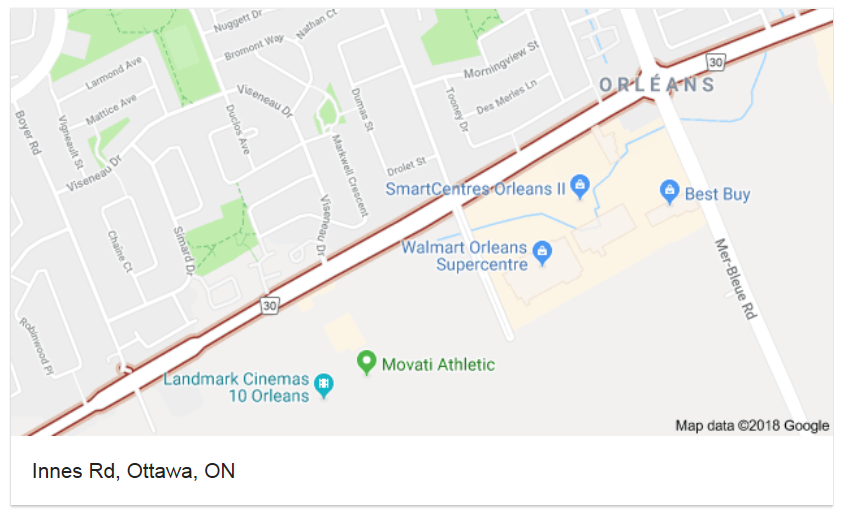 Nuggett Dr
Nathan Ct
Bromont Way
Larmond Ave
Morningview St
30
ORLÉANS
Mattice Ave
Viseneau Dr
Dumas St
Tooney Dr
Des Merles Ln
Boyer Rd
Vigneault St
Duclos Ave
Markwell Crescent
Viseneau Dr
Drolet St
SmartCentres Orleans II
Best Buy
Chaine Ct
Simard Dr
Viseneau Dr
Walmart Orleans
Supercentre
Mer-Bleue Rd
30
Robinwood Pl
Movati Athletic
Landmark Cinemas
10 Orleans
Map data ©2018 Google
Innes Rd, Ottawa, ON